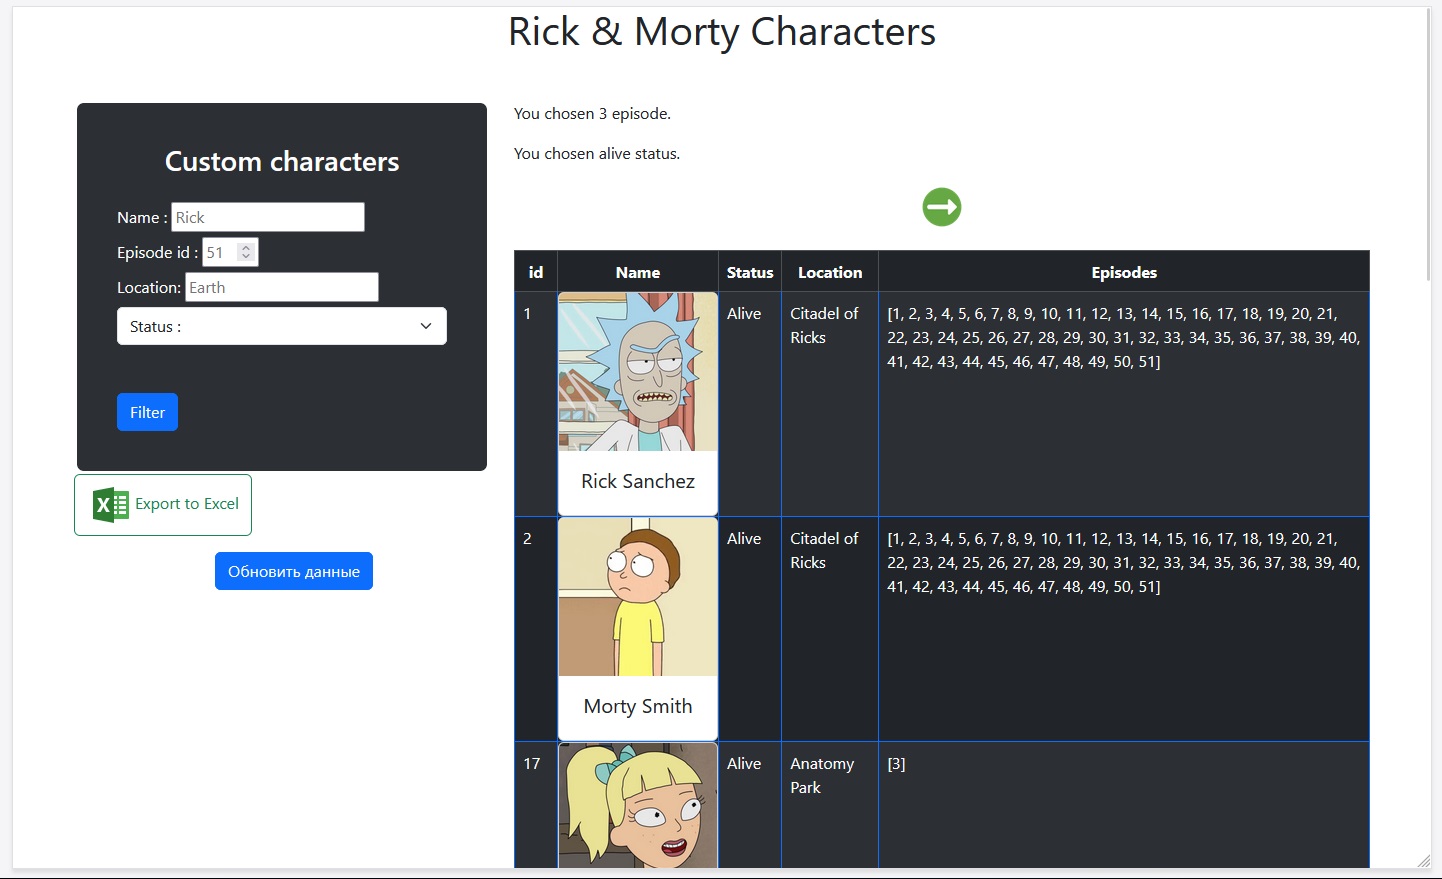 Rick & Morty Characters
Custom characters
Name : Rick
Episode id : 51
Location: Earth
Status :
Filter
Export to Excel
Обновить данные
You chosen 3 episode.
You chosen alive status.
id Name Status Location Episodes
1 Alive Citadel of Ricks [1, 2, 3, 4, 5, 6, 7, 8, 9, 10, 11, 12, 13, 14, 15, 16, 17, 18, 19, 20, 21,
22, 23, 24, 25, 26, 27, 28, 29, 30, 31, 32, 33, 34, 35, 36, 37, 38, 39, 40,
41, 42, 43, 44, 45, 46, 47, 48, 49, 50, 51]
Rick Sanchez
2 Alive Citadel of Ricks [1, 2, 3, 4, 5, 6, 7, 8, 9, 10, 11, 12, 13, 14, 15, 16, 17, 18, 19, 20, 21,
22, 23, 24, 25, 26, 27, 28, 29, 30, 31, 32, 33, 34, 35, 36, 37, 38, 39, 40,
41, 42, 43, 44, 45, 46, 47, 48, 49, 50, 51]
Morty Smith
17 Alive Anatomy Park [3]